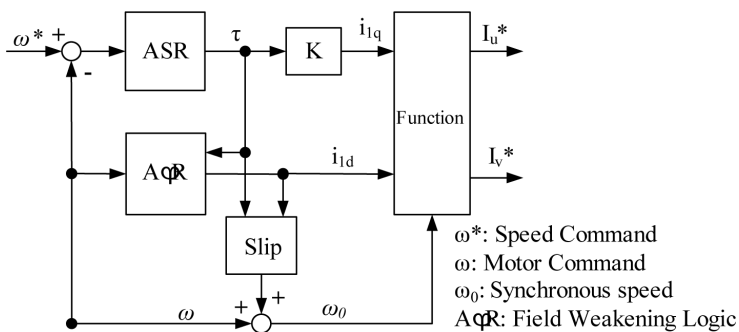 ω* + ASR τ K i1q Iu*
-
Function
AφR i1d Iv*
Slip
ω + + ω0
ω*: Speed Command
ω: Motor Command
ω0: Synchronous speed
AφR: Field Weakening Logic